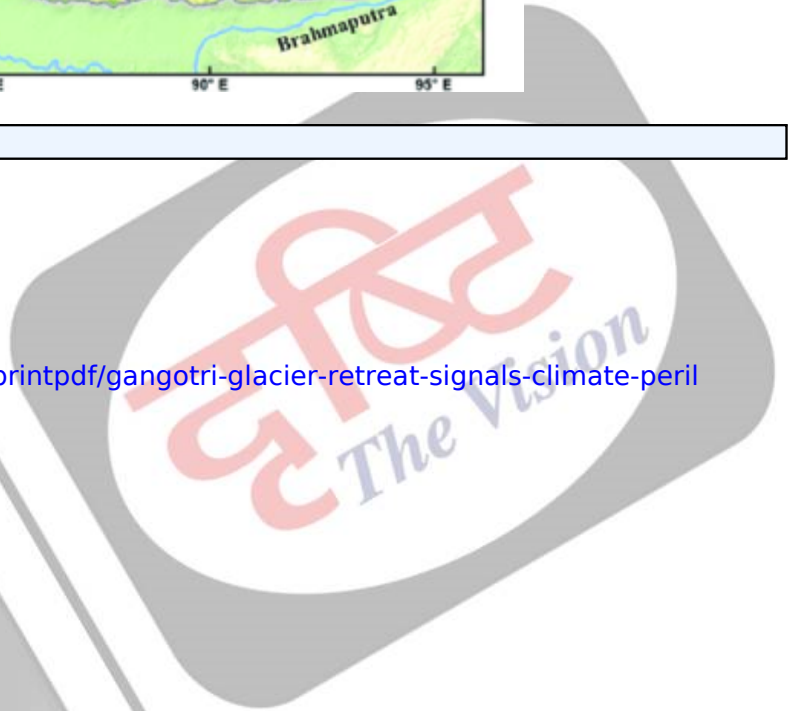 Brahmaputra
90° E
95° E
दृष्टि
printpdf/gangotri-glacier-retreat-signals-climate-peril
The Vision